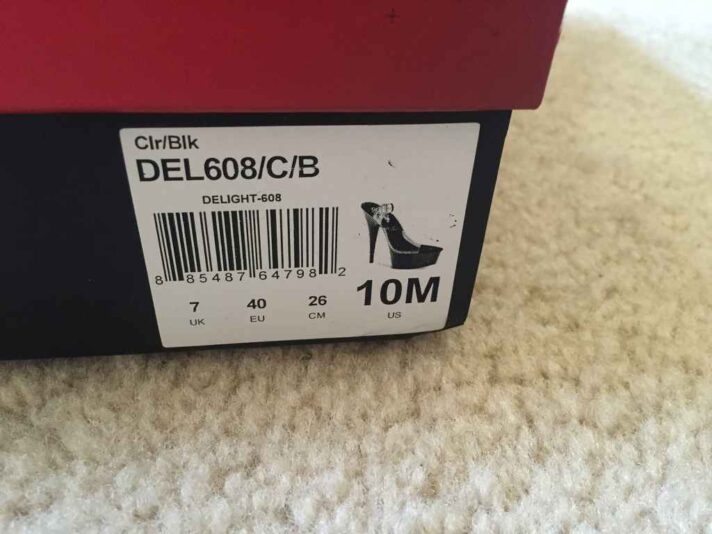 Clr/Blk
DEL608/C/B
DELIGHT-608
8 85487 64798 2
7 40 26 10M
UK EU CM US